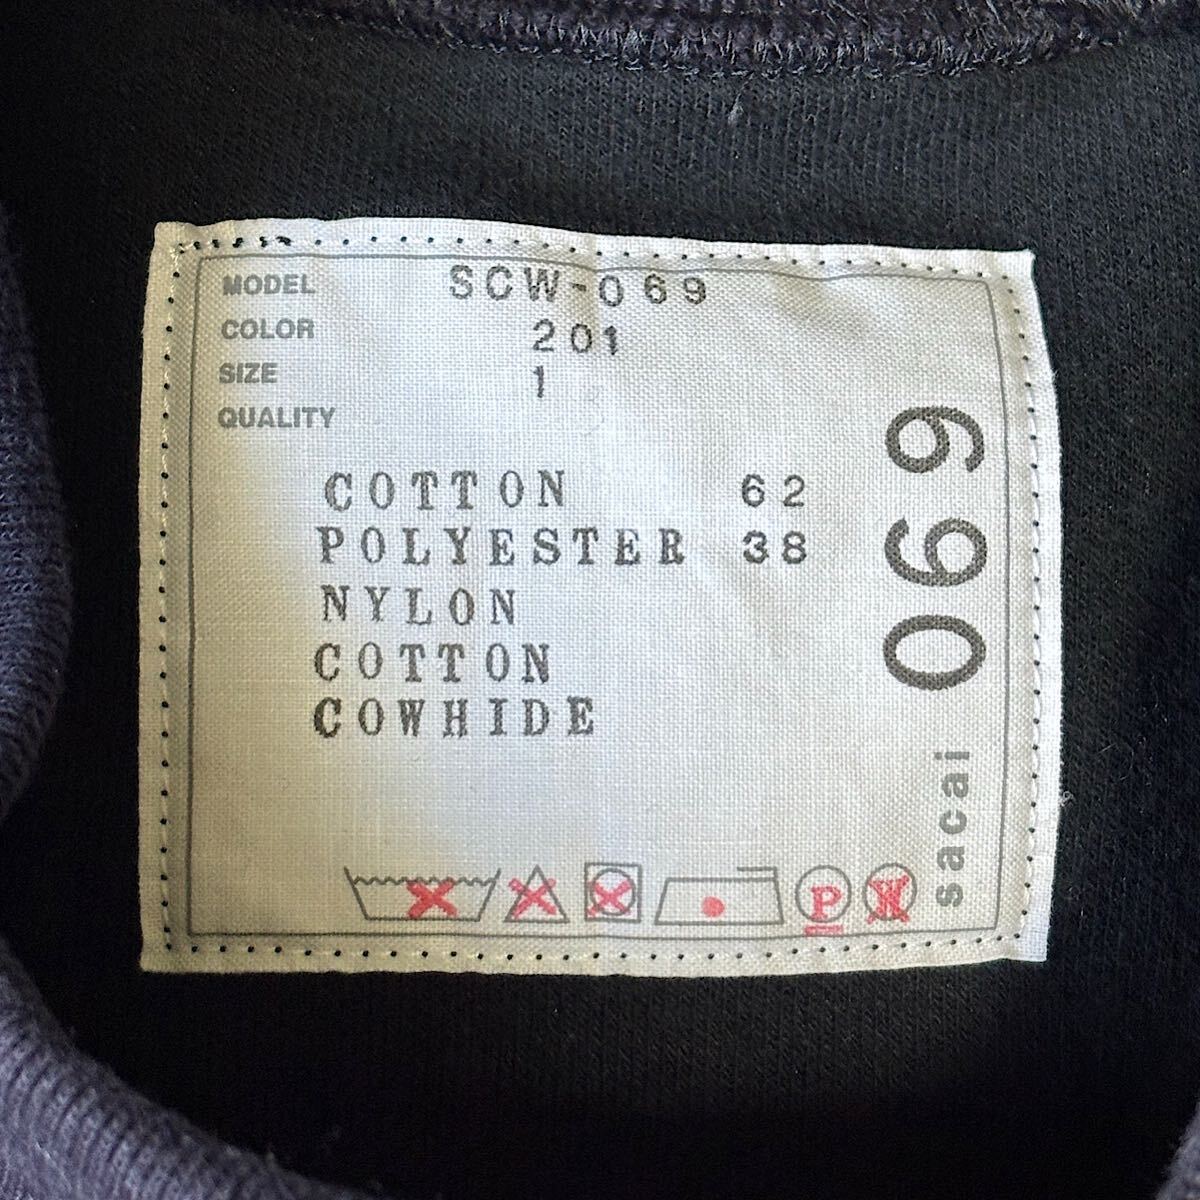 MODEL SCW-069
COLOR 201
SIZE 1
QUALITY
COTTON 62
POLYESTER 38
NYLON
COTTON
COWHIDE
P W
sacai 069